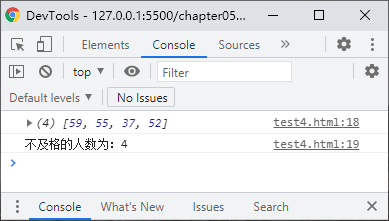 DevTools - 127.0.0.1:5500/chapter05...
Elements Console Sources »
top Filter
Default levels No Issues
(4) [59, 55, 37, 52] test4.html:18
不及格的人数为：4 test4.html:19
Console What's New Issues Search